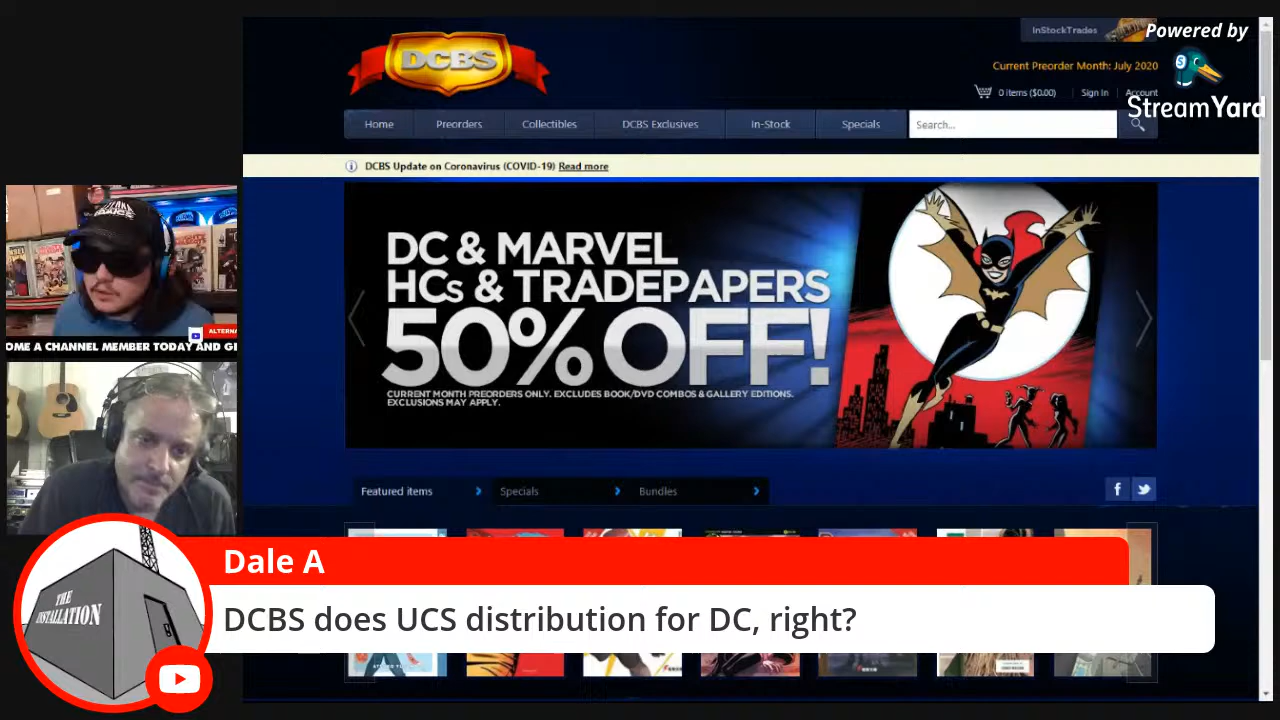 InStockTrades
Powered by
StreamYard
DCBS
Current Preorder Month: July 2020
0 items ($0.00)
Sign In
Account
Home
Preorders
Collectibles
DCBS Exclusives
In-Stock
Specials
Search...
DCBS Update on Coronavirus (COVID-19) Read more
DC & MARVEL
HCs & TRADEPAPERS
50% OFF!
CURRENT MONTH PREORDERS ONLY. EXCLUDES BOOK/DVD COMBOS & GALLERY EDITIONS.
EXCLUSIONS MAY APPLY.
ALTERNA
OME A CHANNEL MEMBER TODAY AND GE
Featured items
Specials
Bundles
THE
INSTALLATION
Dale A
DCBS does UCS distribution for DC, right?